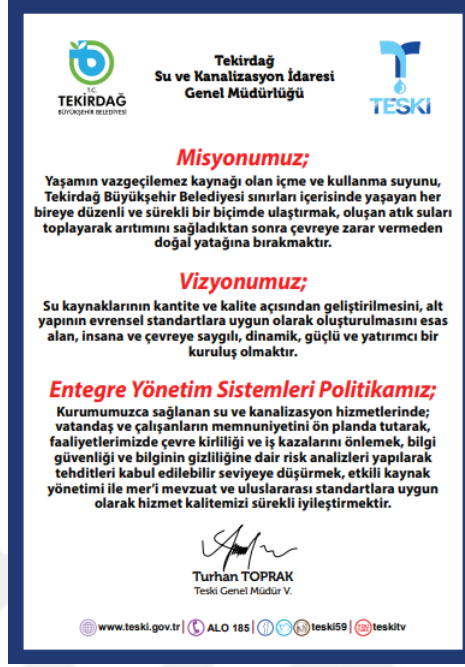 Tekirdağ
Su ve Kanalizasyon İdaresi
Genel Müdürlüğü
T.C.
TEKİRDAĞ
BÜYÜKŞEHİR BELEDİYESİ
TESKİ
Misyonumuz;
Yaşamın vazgeçilemez kaynağı olan içme ve kullanma suyunu,
Tekirdağ Büyükşehir Belediyesi sınırları içerisinde yaşayan her
bireye düzenli ve sürekli bir biçimde ulaştırmak, oluşan atık suları
toplayarak arıtımını sağladıktan sonra çevreye zarar vermeden
doğal yatağına bırakmaktır.
Vizyonumuz;
Su kaynaklarının kantite ve kalite açısından geliştirilmesini, alt
yapının evrensel standartlara uygun olarak oluşturulmasını esas
alan, insana ve çevreye saygılı, dinamik, güçlü ve yatırımcı bir
kuruluş olmaktır.
Entegre Yönetim Sistemleri Politikamız;
Kurumumuzca sağlanan su ve kanalizasyon hizmetlerinde;
vatandaş ve çalışanların memnuniyetini ön planda tutarak,
faaliyetlerimizde çevre kirliliği ve iş kazalarını önlemek, bilgi
güvenliği ve bilginin gizliliğine dair risk analizleri yapılarak
tehditleri kabul edilebilir seviyeye düşürmek, etkili kaynak
yönetimi ile mer'i mevzuat ve uluslararası standartlara uygun
olarak hizmet kalitemizi sürekli iyileştirmektir.
Turhan TOPRAK
Teski Genel Müdür V.
www.teski.gov.tr | ALO 185 | teski59 | teskitv